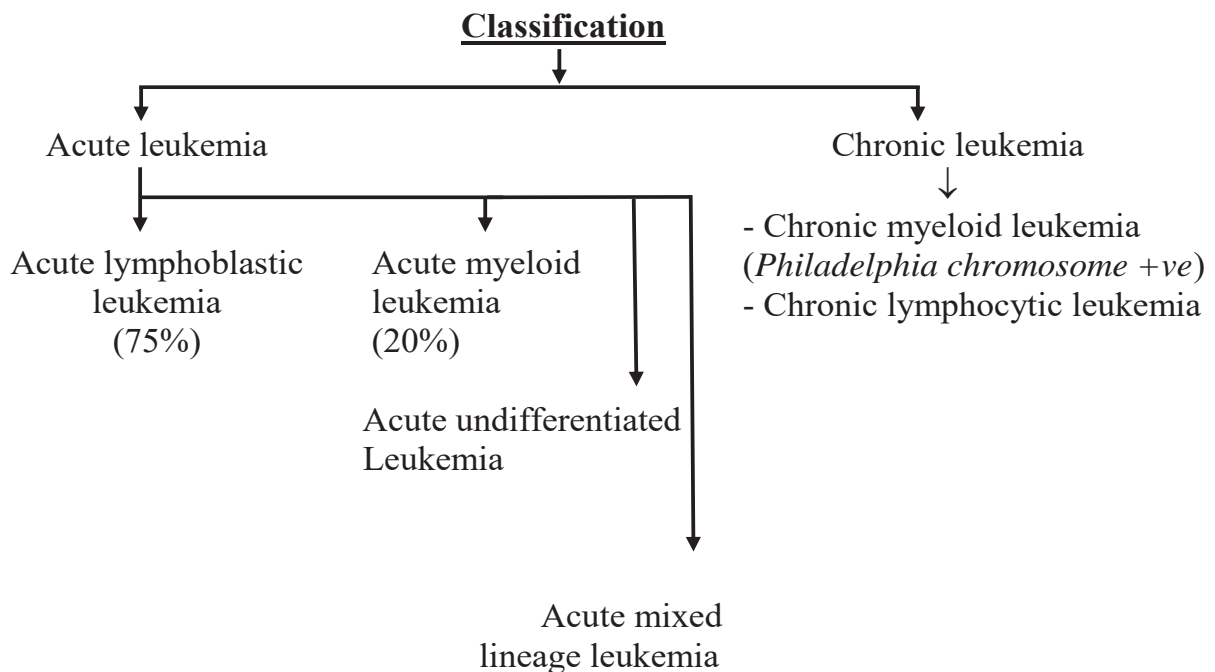 Classification
Acute leukemia
Chronic leukemia
↓
Acute lymphoblastic
leukemia
(75%)
Acute myeloid
leukemia
(20%)
- Chronic myeloid leukemia
(Philadelphia chromosome +ve)
- Chronic lymphocytic leukemia
Acute undifferentiated
Leukemia
Acute mixed
lineage leukemia